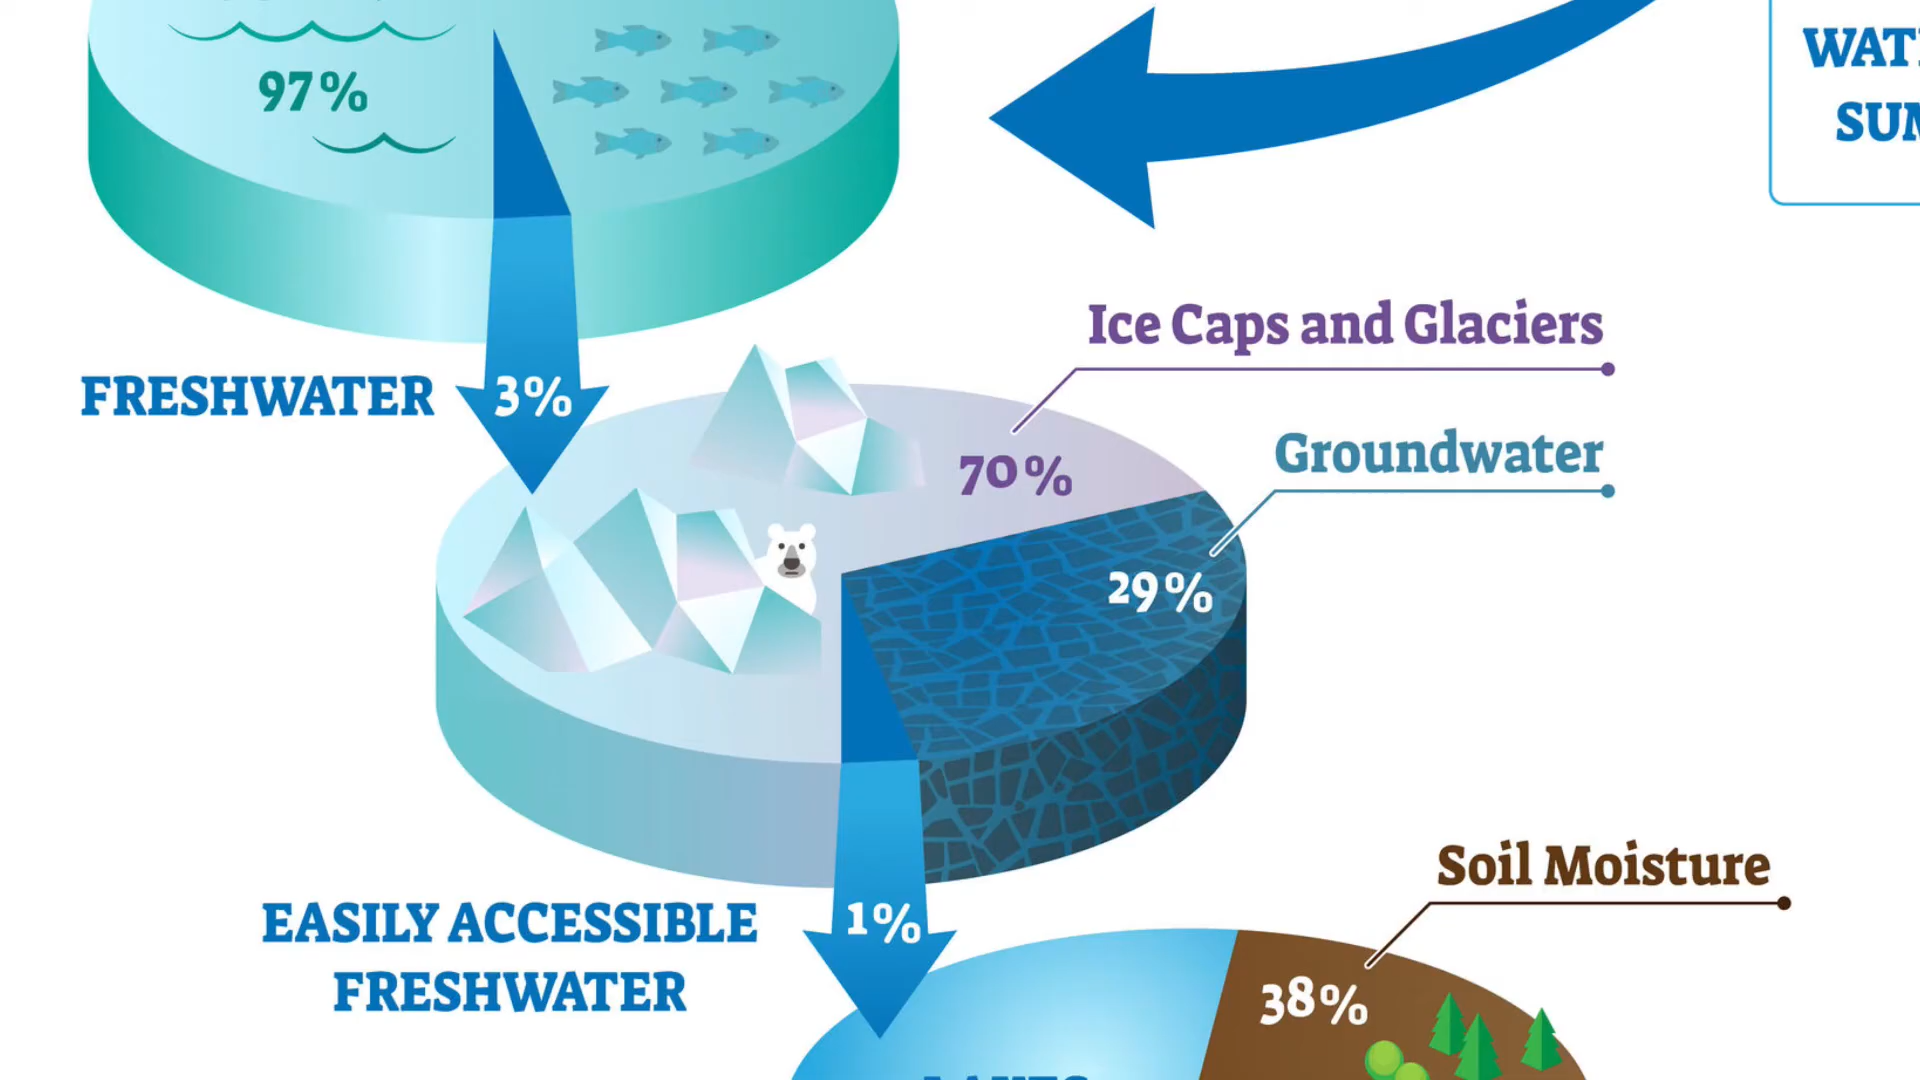 97%
FRESHWATER
3%
Ice Caps and Glaciers
70%
Groundwater
29%
EASILY ACCESSIBLE
FRESHWATER
1%
Soil Moisture
38%